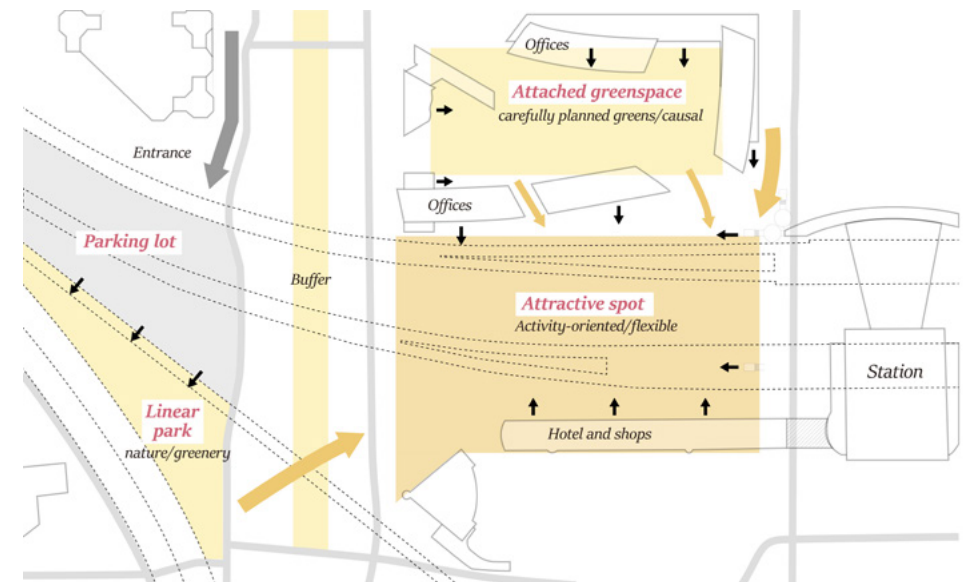 Offices
Attached greenspace
carefully planned greens/causal
Entrance
Offices
Parking lot
Buffer
Attractive spot
Activity-oriented/flexible
Station
Linear
park
nature/greenery
Hotel and shops